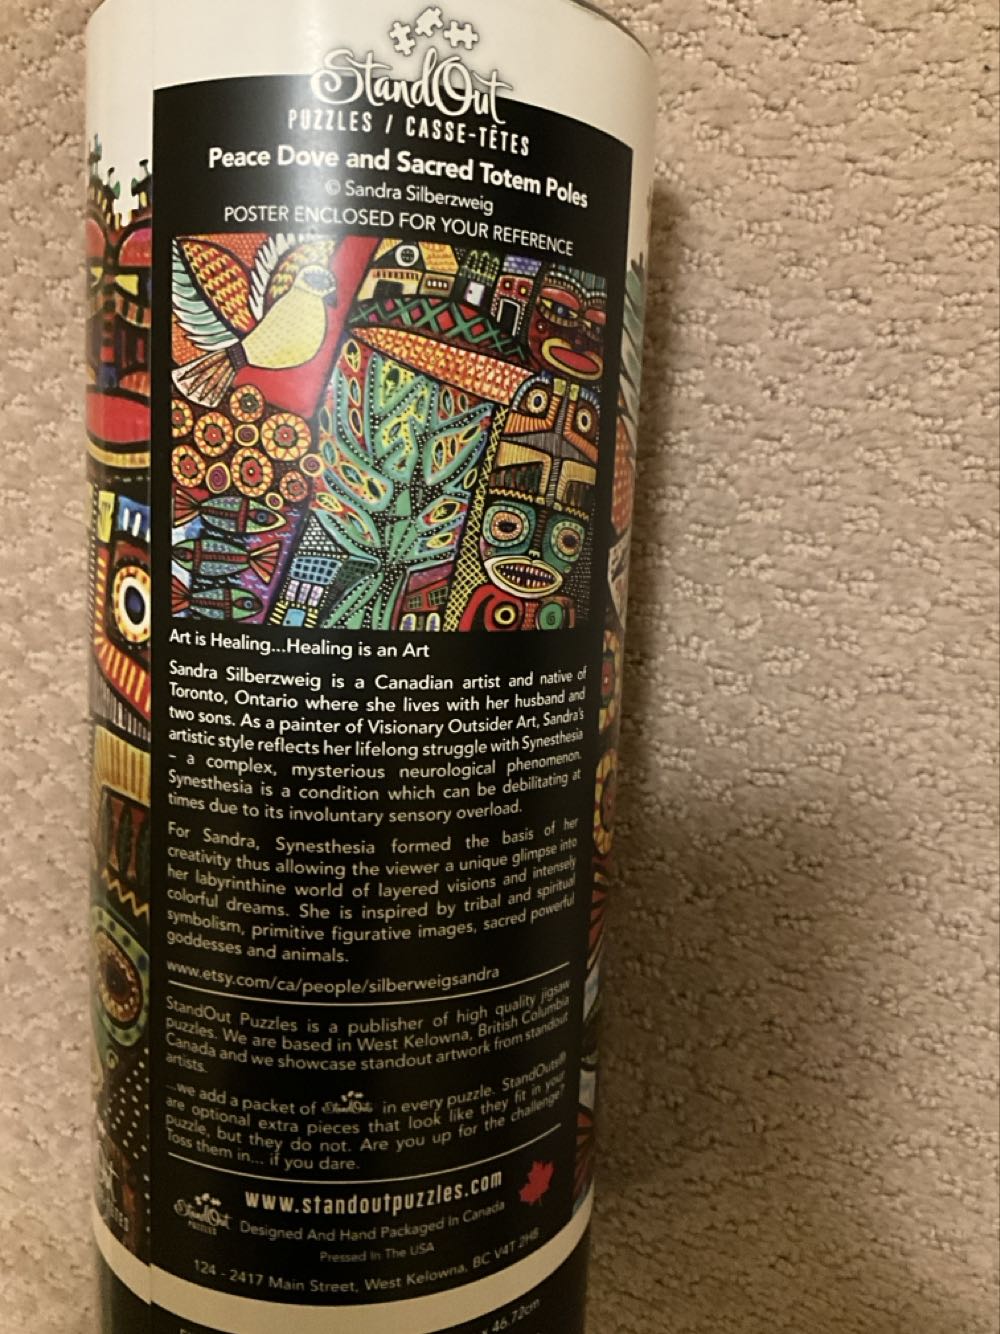 StandOut
PUZZLES / CASSE-TÊTES
Peace Dove and Sacred Totem Poles
© Sandra Silberzweig
POSTER ENCLOSED FOR YOUR REFERENCE
Art is Healing...Healing is an Art
Sandra Silberzweig is a Canadian artist and native of
Toronto, Ontario where she lives with her husband and
two sons. As a painter of Visionary Outsider Art, Sandra's
artistic style reflects her lifelong struggle with Synesthesia
– a complex, mysterious neurological phenomenon.
Synesthesia is a condition which can be debilitating at
times due to its involuntary sensory overload.
For Sandra, Synesthesia formed the basis of her
creativity thus allowing the viewer a unique glimpse into
her labyrinthine world of layered visions and intensely
colorful dreams. She is inspired by tribal and spiritual
symbolism, primitive figurative images, sacred powerful
goddesses and animals.
www.etsy.com/ca/people/silberweigsandra
StandOut Puzzles is a publisher of high quality jigsaw
puzzles. We are based in West Kelowna, British Columbia
Canada and we showcase standout artwork from standout
artists.
...we add a packet of StandOuts in every puzzle. StandOuts®
are optional extra pieces that look like they fit in your
puzzle, but they do not. Are you up for the challenge?
Toss them in... if you dare.
www.standoutpuzzles.com
StandOut
PUZZLES
Designed And Hand Packaged In Canada
Pressed In The USA
124 - 2417 Main Street, West Kelowna, BC V4T 2H8
x 46.72cm